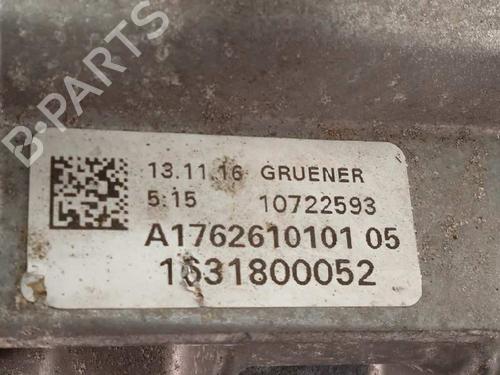 B-PARTS
13.11.16 GRUENER
5:15 10722593
A1762610101 05
1631800052